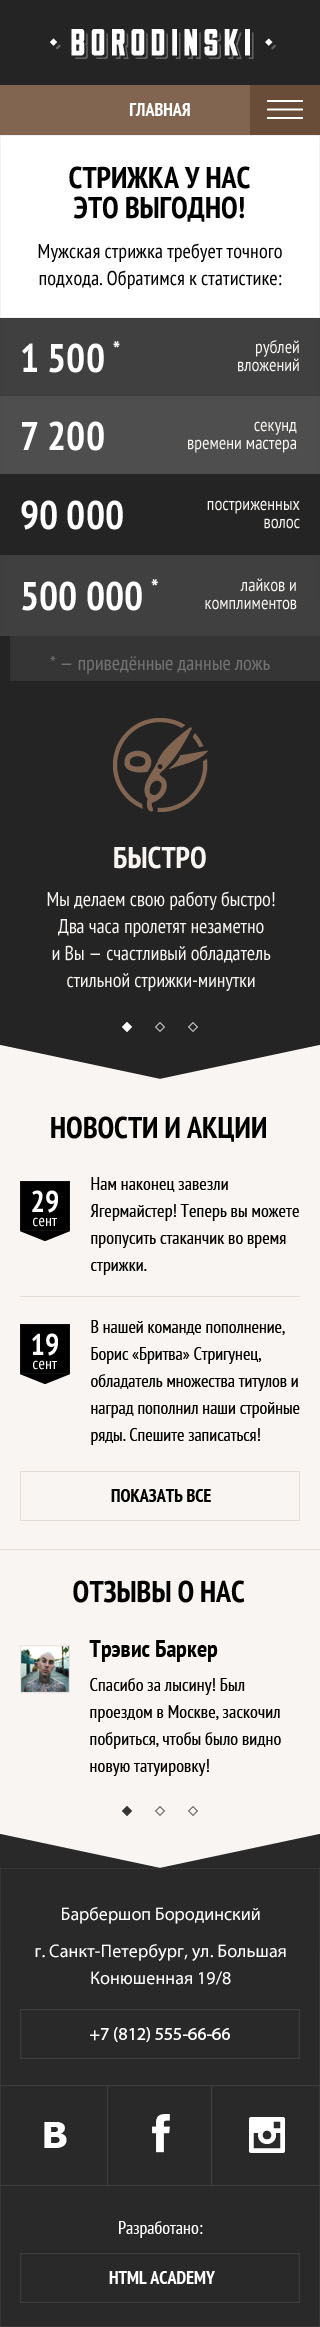 BORODINSKI
ГЛАВНАЯ
СТРИЖКА У НАС
ЭТО ВЫГОДНО!
Мужская стрижка требует точного
подхода. Обратимся к статистике:
1 500 *
рублей
вложений
7 200
секунд
времени мастера
90 000
постриженных
волос
500 000 *
лайков и
комплиментов
* — приведённые данные ложь
БЫСТРО
Мы делаем свою работу быстро!
Два часа пролетят незаметно
и Вы — счастливый обладатель
стильной стрижки-минутки
НОВОСТИ И АКЦИИ
29
сент
Нам наконец завезли
Ягермайстер! Теперь вы можете
пропустить стаканчик во время
стрижки.
19
сент
В нашей команде пополнение,
Борис «Бритва» Стригунец,
обладатель множества титулов и
наград пополнил наши стройные
ряды. Спешите записаться!
ПОКАЗАТЬ ВСЕ
ОТЗЫВЫ О НАС
Трэвис Баркер
Спасибо за лысину! Был
проездом в Москве, заскочил
побриться, чтобы было видно
новую татуировку!
Барбершоп Бородинский
г. Санкт-Петербург, ул. Большая
Конюшенная 19/8
+7 (812) 555-66-66
В f
Разработано:
HTML ACADEMY